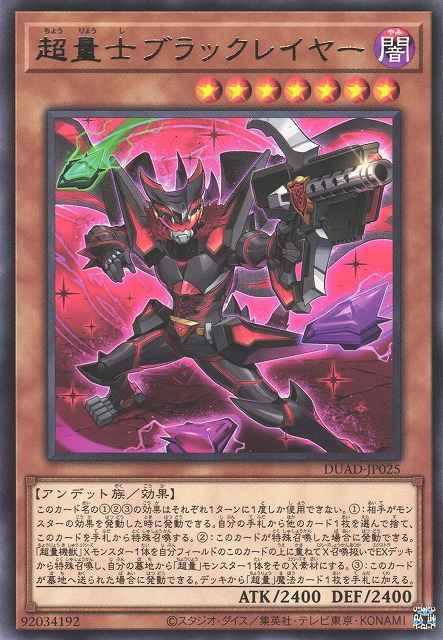 ちょう りょう し
超量士ブラックレイヤー
やみ
闇
DUAD-JP025
【アンデット族／効果】
このカード名の①②③の効果はそれぞれ1ターンに1度しか使用できない。①：相手がモ
ンスターの効果を発動した時に発動できる。自分の手札から他のカード1枚を選んで捨て、
このカードを手札から特殊召喚する。②：このカードが特殊召喚した場合に発動できる。
「超量機獣」Xモンスター1体を自分フィールドのこのカードの上に重ねてX召喚扱いでEXデッキ
から特殊召喚し、自分の墓地から「超量」モンスター1体をそのX素材にする。③：このカード
が墓地へ送られた場合に発動できる。デッキから「超量」魔法カード1枚を手札に加える。
ATK/2400 DEF/2400
92034192
©スタジオ・ダイス/集英社・テレビ東京・KONAMI